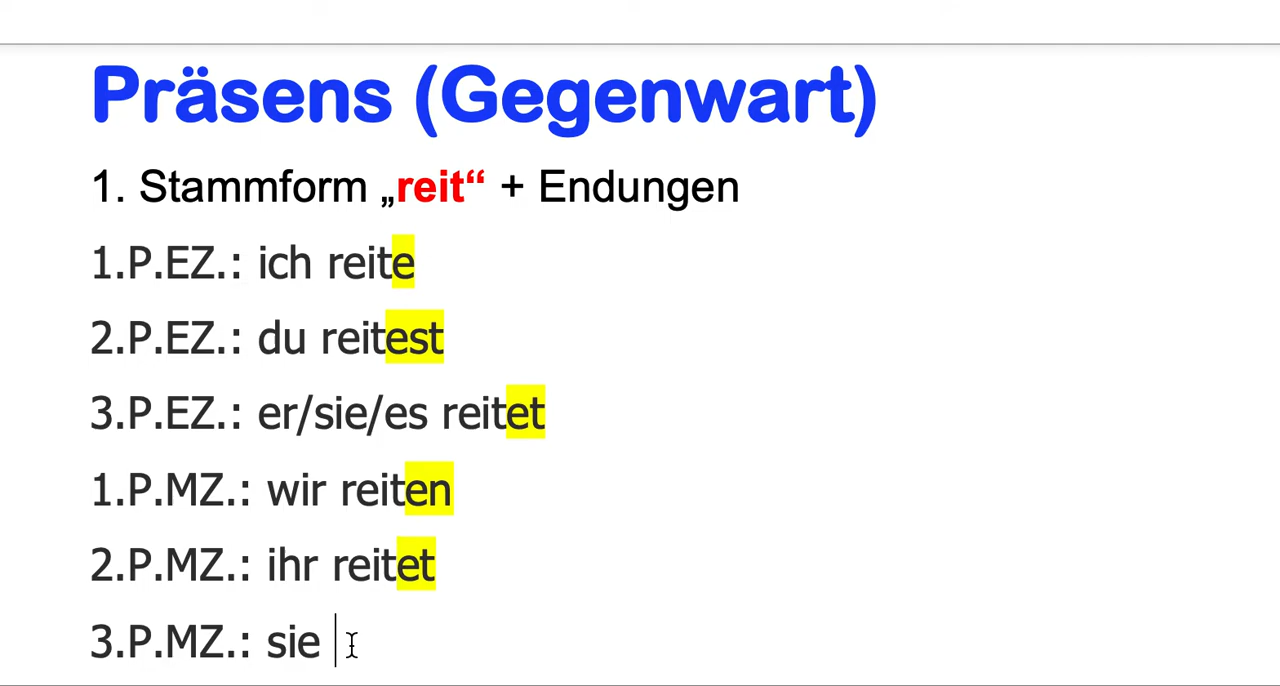 Präsens (Gegenwart)
1. Stammform „reit“ + Endungen
1.P.EZ.: ich reite
2.P.EZ.: du reitest
3.P.EZ.: er/sie/es reitet
1.P.MZ.: wir reiten
2.P.MZ.: ihr reitet
3.P.MZ.: sie